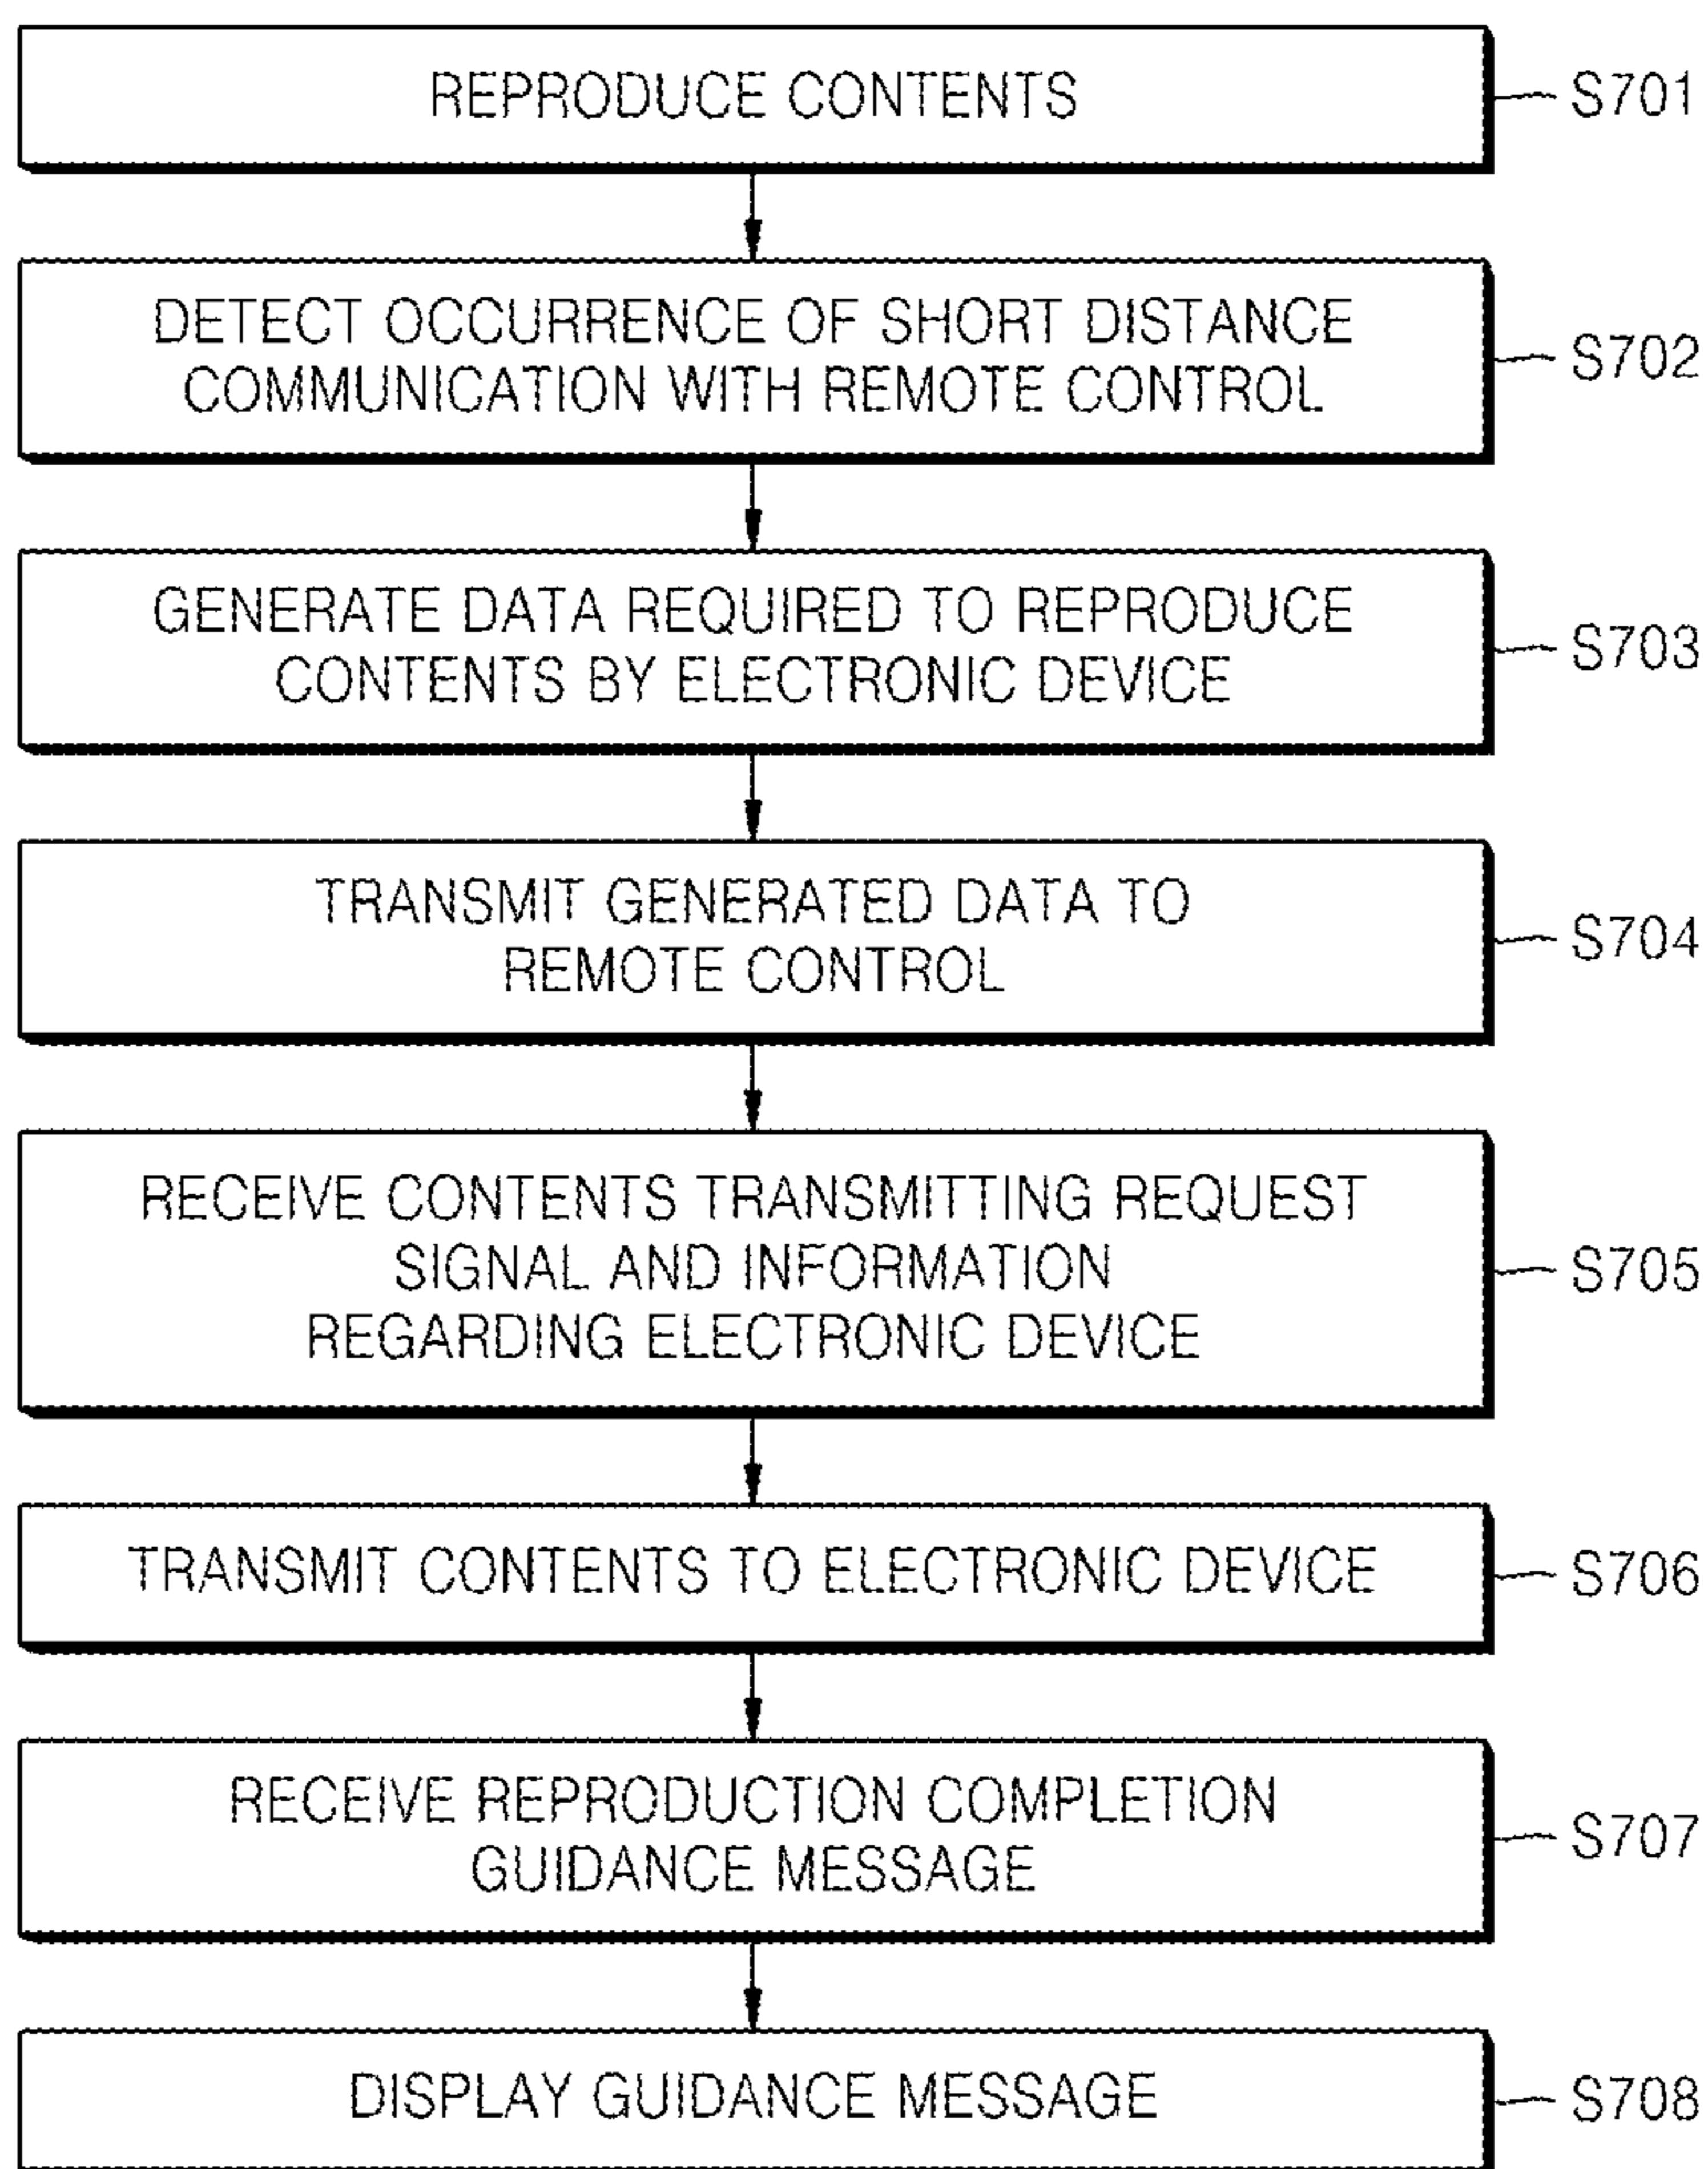 REPRODUCE CONTENTS
S701
DETECT OCCURRENCE OF SHORT DISTANCE
COMMUNICATION WITH REMOTE CONTROL
S702
GENERATE DATA REQUIRED TO REPRODUCE
CONTENTS BY ELECTRONIC DEVICE
S703
TRANSMIT GENERATED DATA TO
REMOTE CONTROL
S704
RECEIVE CONTENTS TRANSMITTING REQUEST
SIGNAL AND INFORMATION
REGARDING ELECTRONIC DEVICE
S705
TRANSMIT CONTENTS TO ELECTRONIC DEVICE
S706
RECEIVE REPRODUCTION COMPLETION
GUIDANCE MESSAGE
S707
DISPLAY GUIDANCE MESSAGE
S708